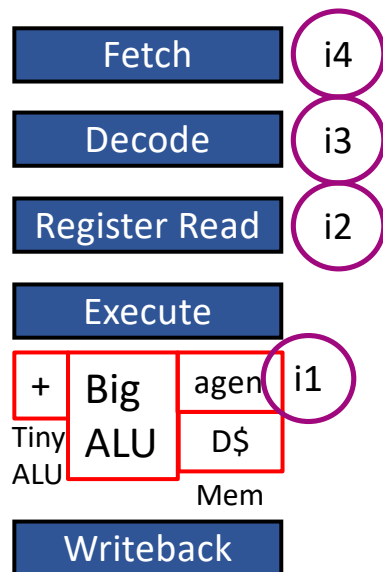 Fetch i4
Decode i3
Register Read i2
Execute
+ Big agen i1
Tiny ALU D$
ALU
Mem
Writeback